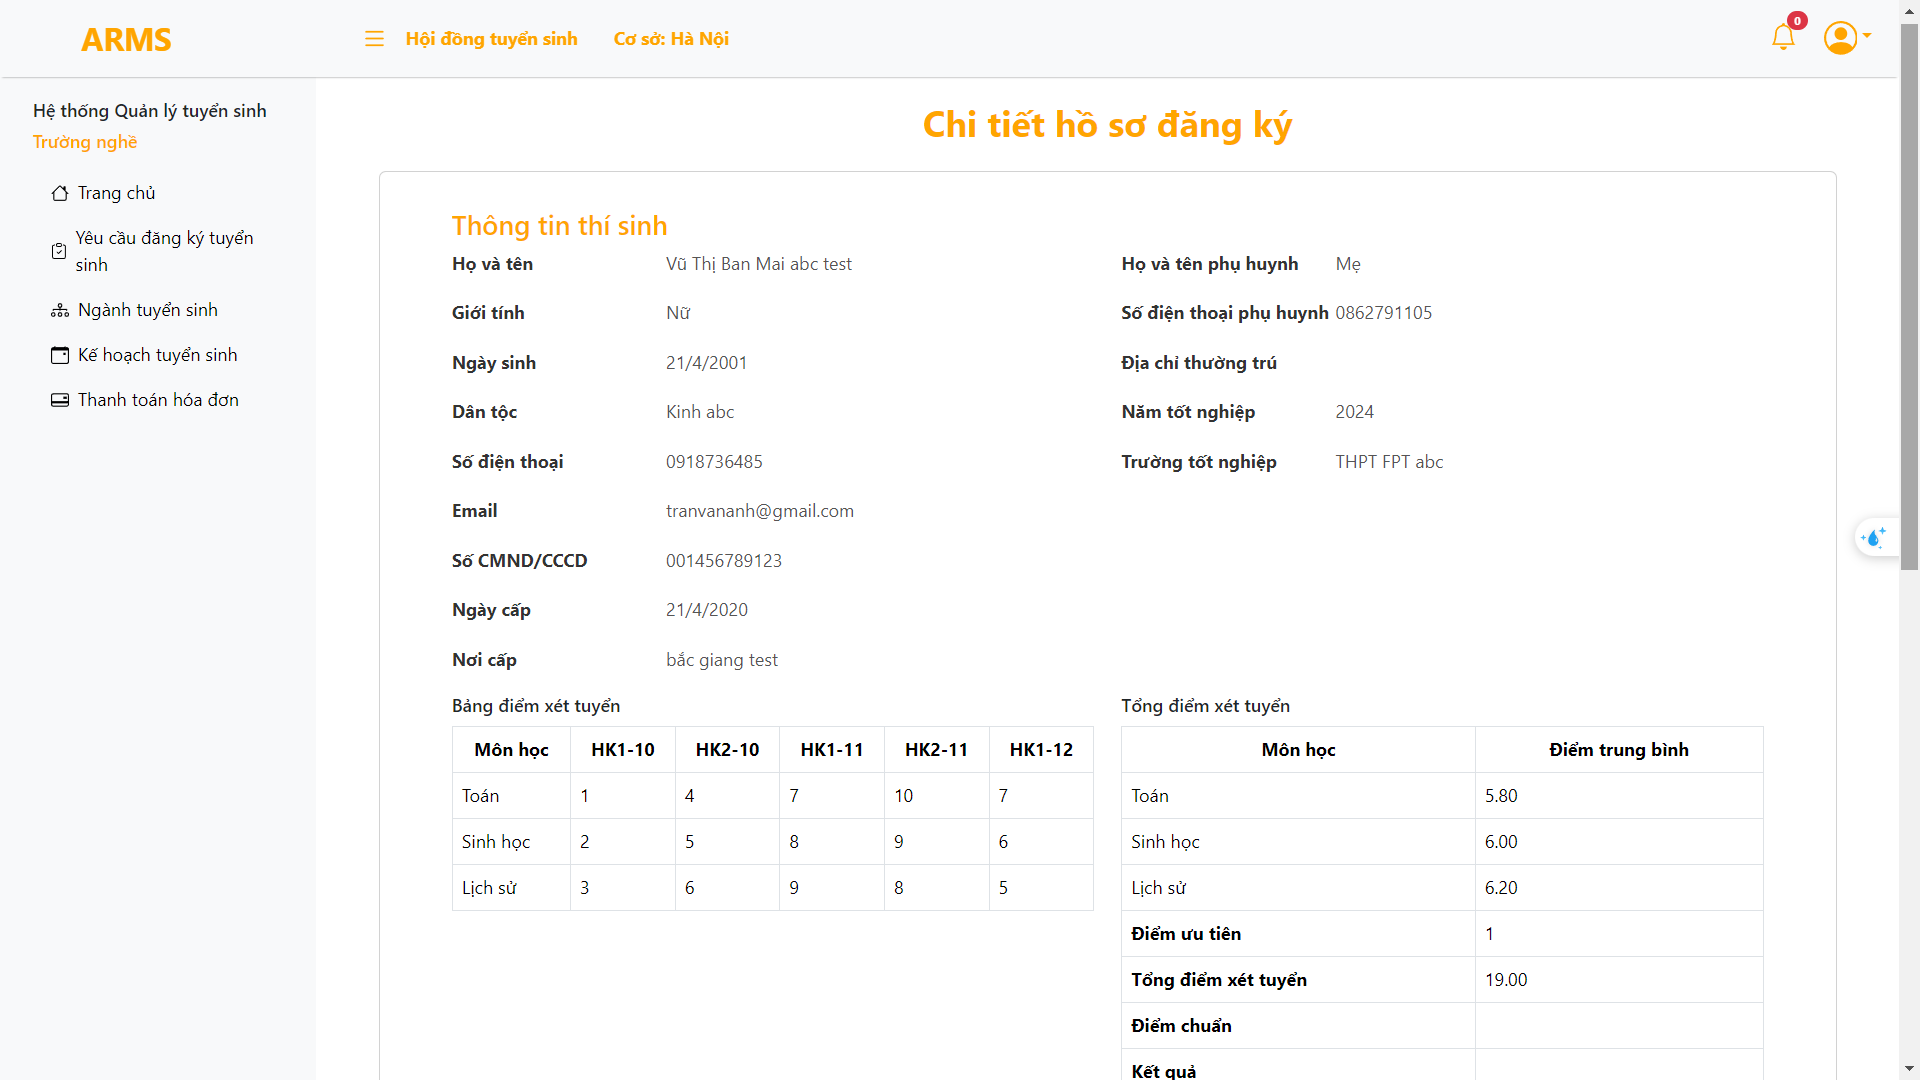 ARMS
Hội đồng tuyển sinh
Cơ sở: Hà Nội
0
Hệ thống Quản lý tuyển sinh
Trường nghề
Trang chủ
Yêu cầu đăng ký tuyển
sinh
Ngành tuyển sinh
Kế hoạch tuyển sinh
Thanh toán hóa đơn
Chi tiết hồ sơ đăng ký
Thông tin thí sinh
Họ và tên Vũ Thị Ban Mai abc test
Giới tính Nữ
Ngày sinh 21/4/2001
Dân tộc Kinh abc
Số điện thoại 0918736485
Email tranvananh@gmail.com
Số CMND/CCCD 001456789123
Ngày cấp 21/4/2020
Nơi cấp bắc giang test
Họ và tên phụ huynh Mẹ
Số điện thoại phụ huynh 0862791105
Địa chỉ thường trú
Năm tốt nghiệp 2024
Trường tốt nghiệp THPT FPT abc
Bảng điểm xét tuyển
Môn học HK1-10 HK2-10 HK1-11 HK2-11 HK1-12
Toán 1 4 7 10 7
Sinh học 2 5 8 9 6
Lịch sử 3 6 9 8 5
Tổng điểm xét tuyển
Môn học Điểm trung bình
Toán 5.80
Sinh học 6.00
Lịch sử 6.20
Điểm ưu tiên 1
Tổng điểm xét tuyển 19.00
Điểm chuẩn
Kết quả